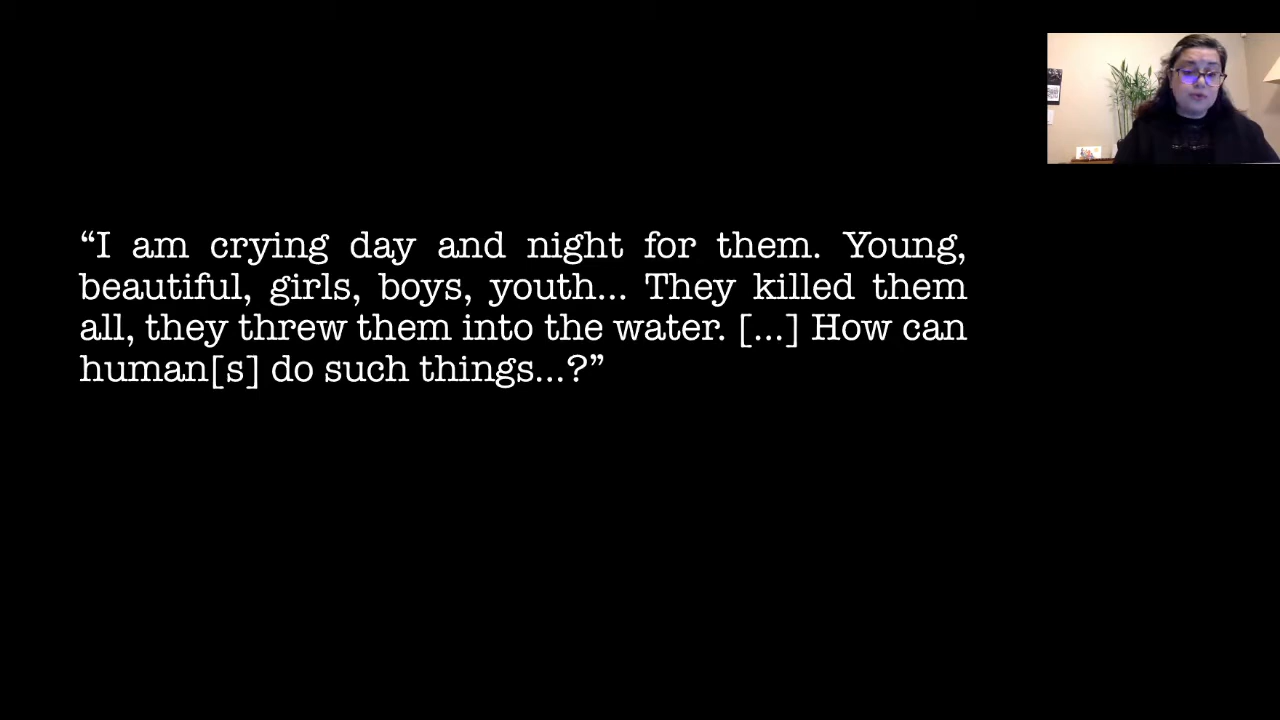 “I am crying day and night for them. Young,
beautiful, girls, boys, youth… They killed them
all, they threw them into the water. […] How can
human[s] do such things…?”